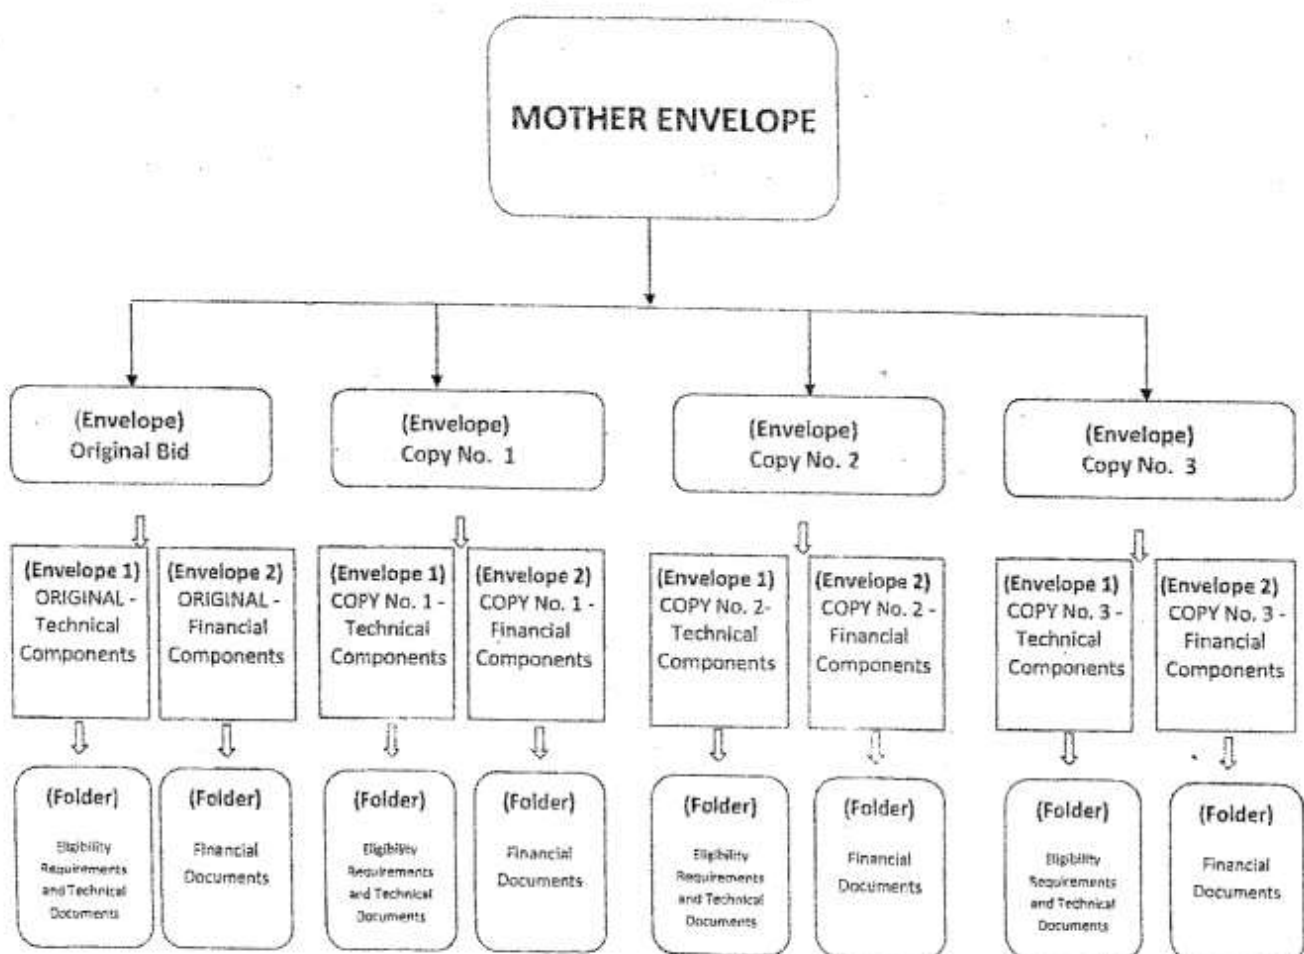 MOTHER ENVELOPE
(Envelope)
Original Bid
(Envelope)
Copy No. 1
(Envelope)
Copy No. 2
(Envelope)
Copy No. 3
(Envelope 1)
ORIGINAL -
Technical
Components
(Envelope 2)
ORIGINAL -
Financial
Components
(Envelope 1)
COPY No. 1 -
Technical
Components
(Envelope 2)
COPY No. 1 -
Financial
Components
(Envelope 1)
COPY No. 2-
Technical
Components
(Envelope 2)
COPY No. 2 -
Financial
Components
(Envelope 1)
COPY No. 3 -
Technical
Components
(Envelope 2)
COPY No. 3 -
Financial
Components
(Folder)
Eligibility
Requirements
and Technical
Documents
(Folder)
Financial
Documents
(Folder)
Eligibility
Requirements
and Technical
Documents
(Folder)
Financial
Documents
(Folder)
Eligibility
Requirements
and Technical
Documents
(Folder)
Financial
Documents
(Folder)
Eligibility
Requirements
and Technical
Documents
(Folder)
Financial
Documents